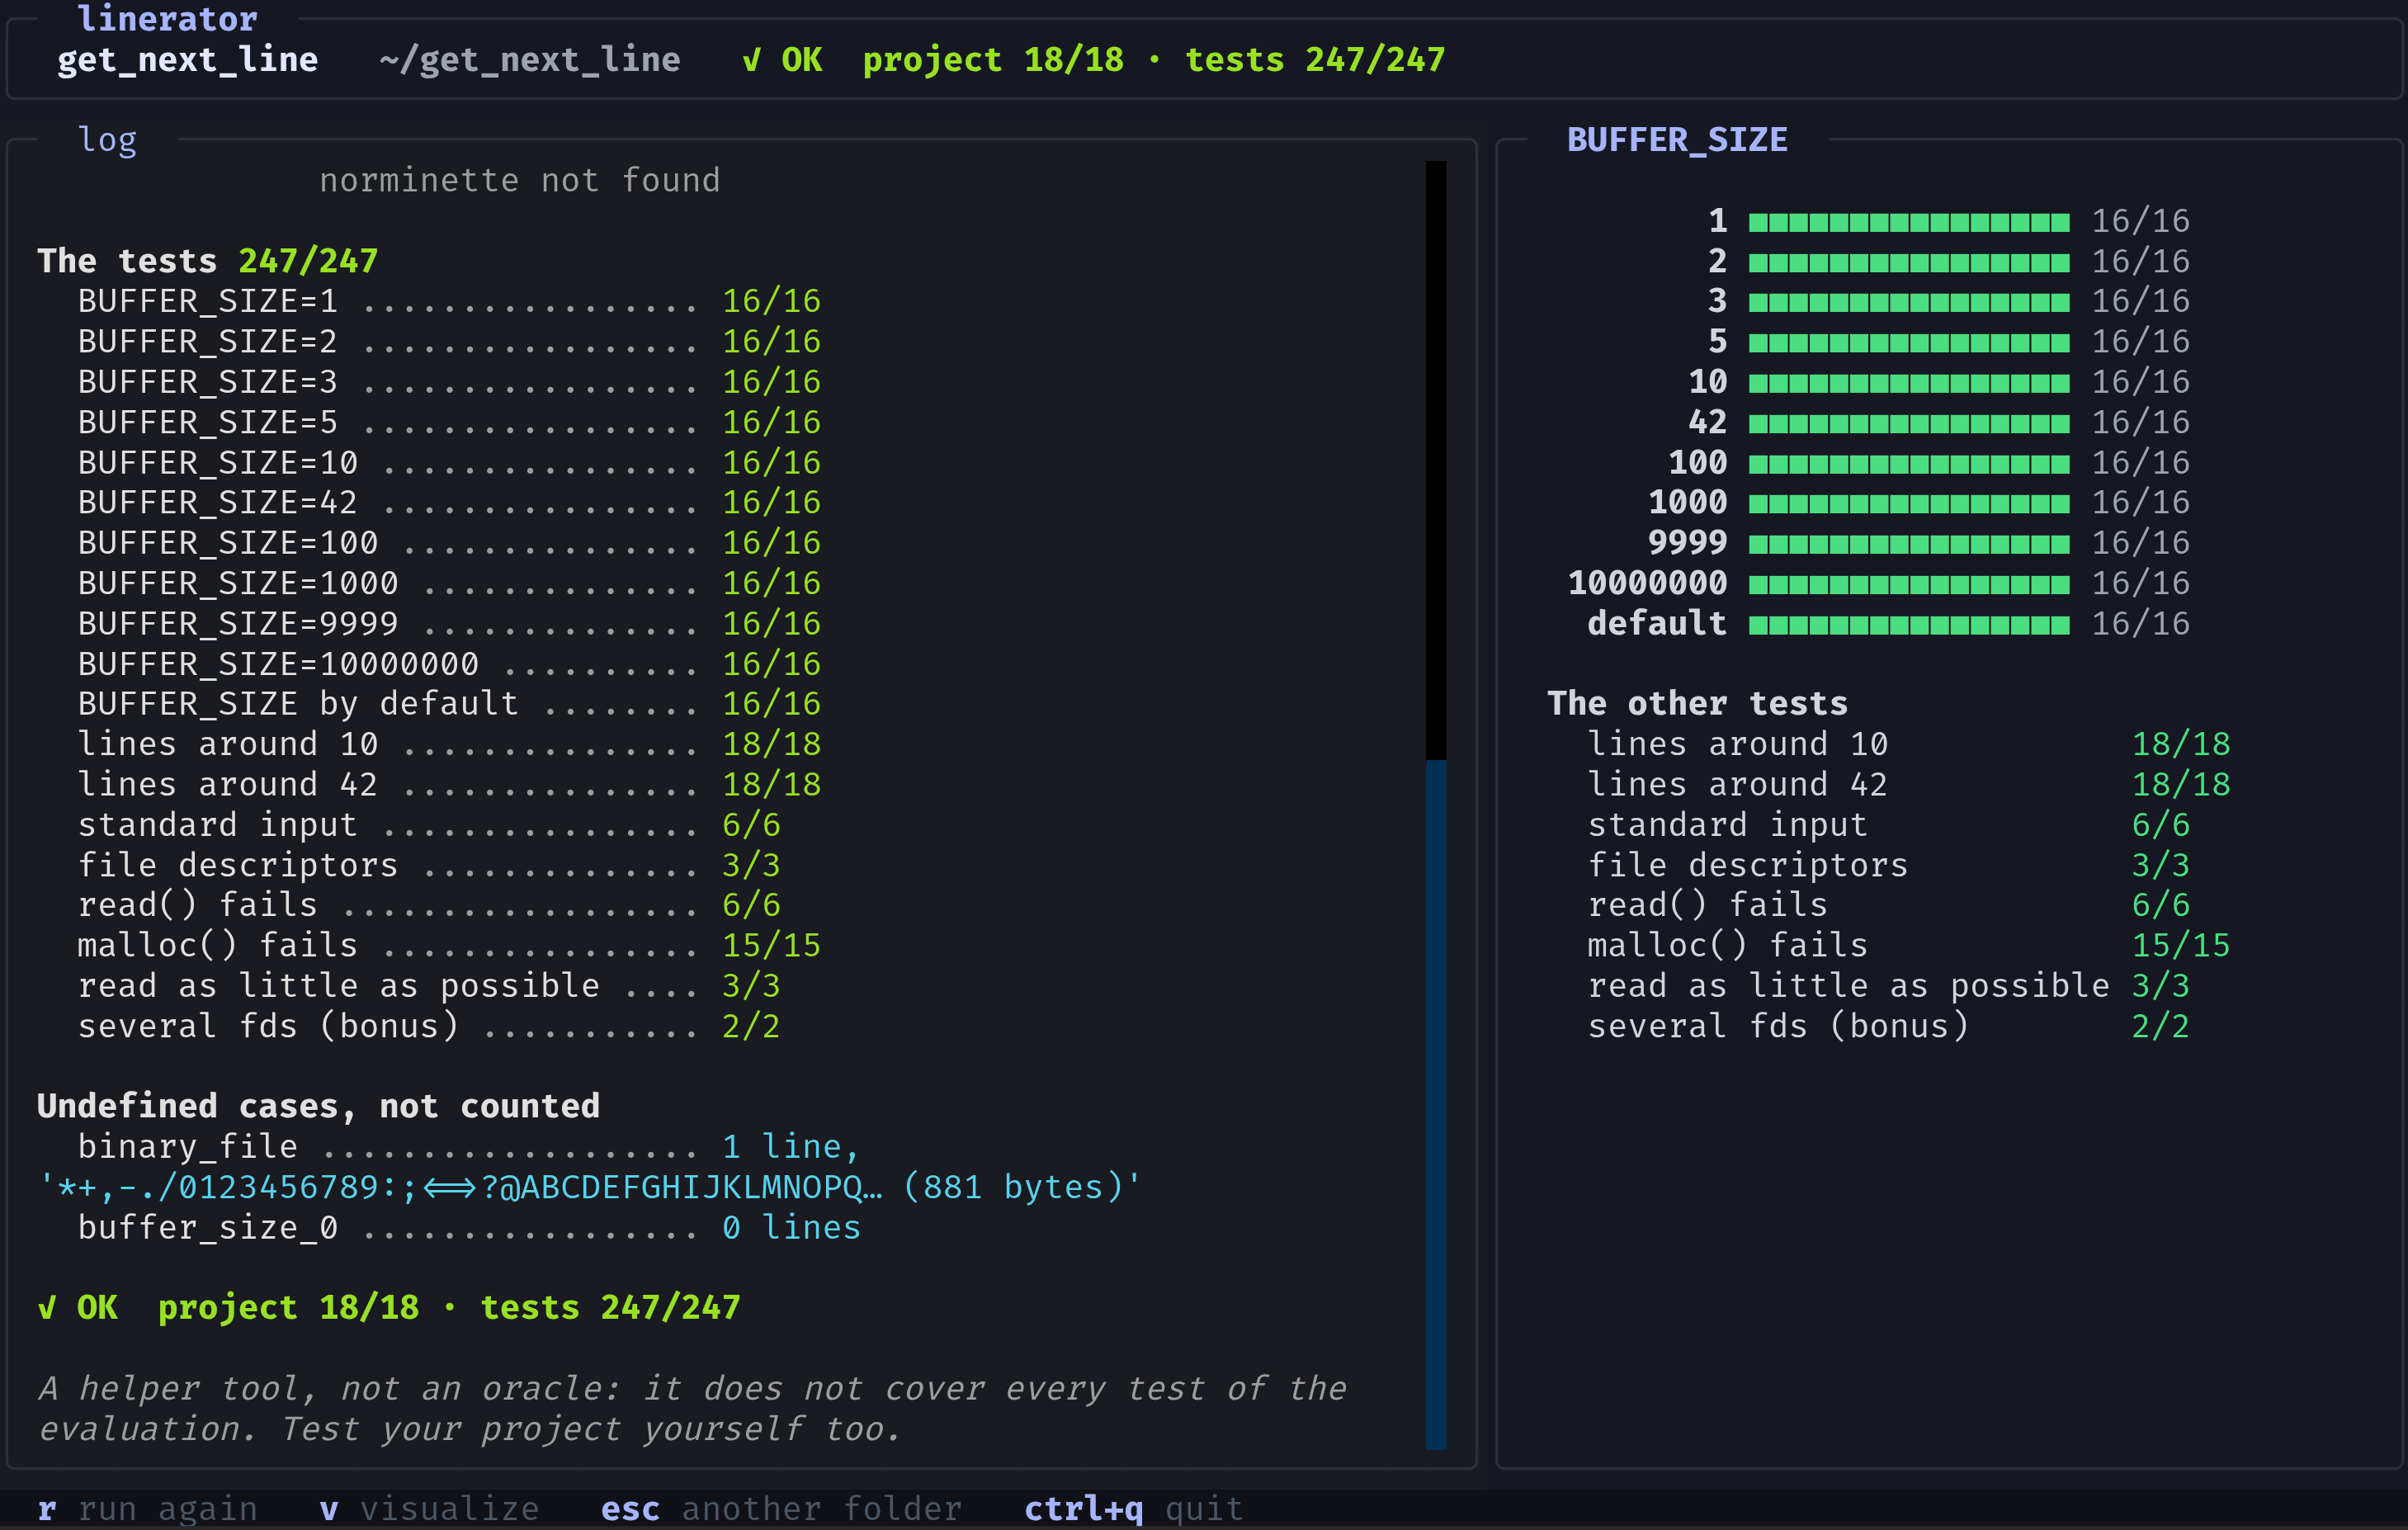 linerator
get_next_line ~/get_next_line √ OK project 18/18 · tests 247/247
log
norminette not found
The tests 247/247
BUFFER_SIZE=1 ................. 16/16
BUFFER_SIZE=2 ................. 16/16
BUFFER_SIZE=3 ................. 16/16
BUFFER_SIZE=5 ................. 16/16
BUFFER_SIZE=10 ................ 16/16
BUFFER_SIZE=42 ................ 16/16
BUFFER_SIZE=100 ............... 16/16
BUFFER_SIZE=1000 .............. 16/16
BUFFER_SIZE=9999 .............. 16/16
BUFFER_SIZE=10000000 .......... 16/16
BUFFER_SIZE by default ........ 16/16
lines around 10 ............... 18/18
lines around 42 ............... 18/18
standard input ................ 6/6
file descriptors .............. 3/3
read() fails .................. 6/6
malloc() fails ................ 15/15
read as little as possible .... 3/3
several fds (bonus) ........... 2/2
Undefined cases, not counted
binary_file ................... 1 line,
'*+,-./0123456789:;<=>?@ABCDEFGHIJKLMNOPQ… (881 bytes)'
buffer_size_0 ................. 0 lines
√ OK project 18/18 · tests 247/247
A helper tool, not an oracle: it does not cover every test of the
evaluation. Test your project yourself too.
BUFFER_SIZE
1 16/16
2 16/16
3 16/16
5 16/16
10 16/16
42 16/16
100 16/16
1000 16/16
9999 16/16
10000000 16/16
default 16/16
The other tests
lines around 10 18/18
lines around 42 18/18
standard input 6/6
file descriptors 3/3
read() fails 6/6
malloc() fails 15/15
read as little as possible 3/3
several fds (bonus) 2/2
r run again v visualize esc another folder ctrl+q quit